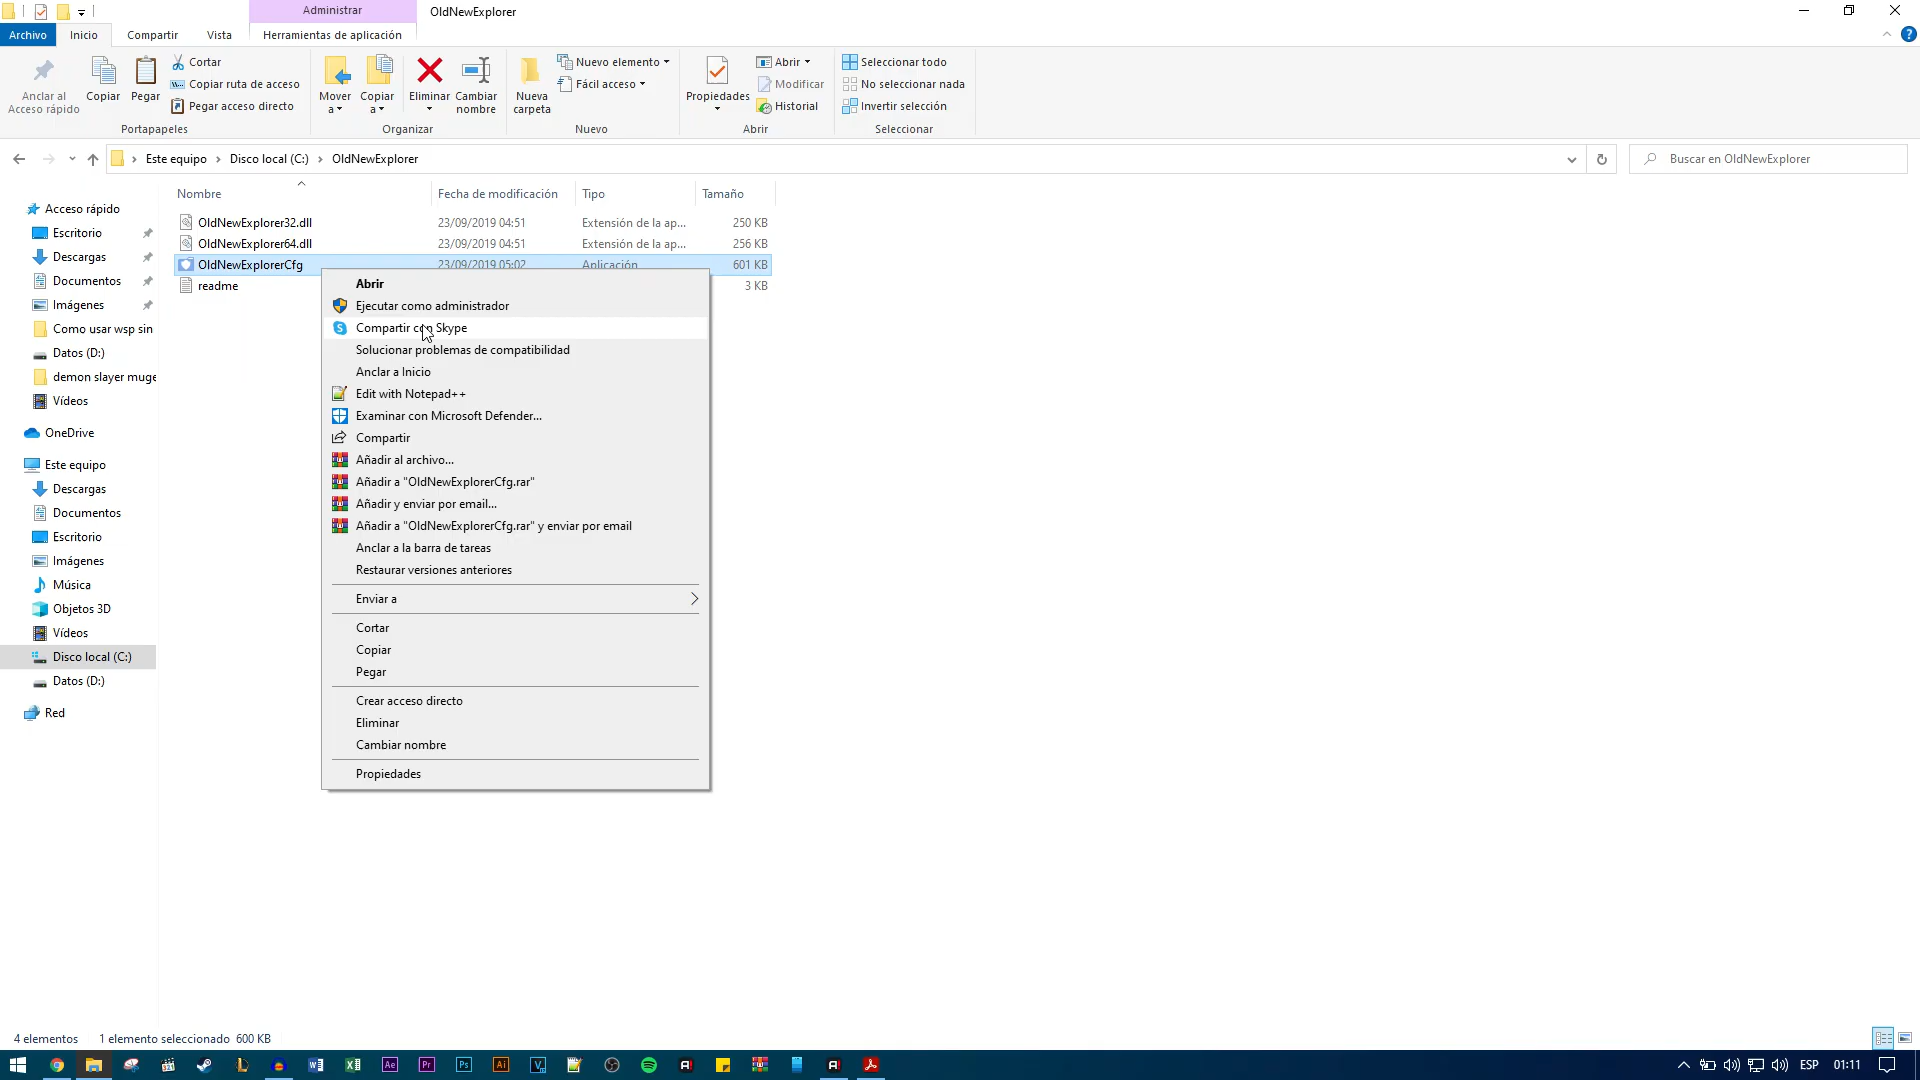 Administrar
OldNewExplorer
Archivo
Inicio
Compartir
Vista
Herramientas de aplicación
Anclar al
Acceso rápido
Copiar
Pegar
Cortar
Copiar ruta de acceso
Pegar acceso directo
Portapapeles
Mover
a
Copiar
a
Eliminar
Cambiar
nombre
Organizar
Nueva
carpeta
Nuevo elemento
Fácil acceso
Nuevo
Propiedades
Abrir
Modificar
Historial
Abrir
Seleccionar todo
No seleccionar nada
Invertir selección
Seleccionar
Este equipo
Disco local (C:)
OldNewExplorer
Buscar en OldNewExplorer
Nombre
Fecha de modificación
Tipo
Tamaño
OldNewExplorer32.dll 23/09/2019 04:51 Extensión de la ap... 250 KB
OldNewExplorer64.dll 23/09/2019 04:51 Extensión de la ap... 256 KB
OldNewExplorerCfg 23/09/2019 05:02 Aplicación 601 KB
readme 3 KB
Acceso rápido
Escritorio
Descargas
Documentos
Imágenes
Como usar wsp sin
Datos (D:)
demon slayer muge
Vídeos
OneDrive
Este equipo
Descargas
Documentos
Escritorio
Imágenes
Música
Objetos 3D
Vídeos
Disco local (C:)
Datos (D:)
Red
Abrir
Ejecutar como administrador
Compartir con Skype
Solucionar problemas de compatibilidad
Anclar a Inicio
Edit with Notepad++
Examinar con Microsoft Defender...
Compartir
Añadir al archivo...
Añadir a "OldNewExplorerCfg.rar"
Añadir y enviar por email...
Añadir a "OldNewExplorerCfg.rar" y enviar por email
Anclar a la barra de tareas
Restaurar versiones anteriores
Enviar a
Cortar
Copiar
Pegar
Crear acceso directo
Eliminar
Cambiar nombre
Propiedades
4 elementos
1 elemento seleccionado 600 KB
Ae
Pr
Ps
Ai
ESP
01:11